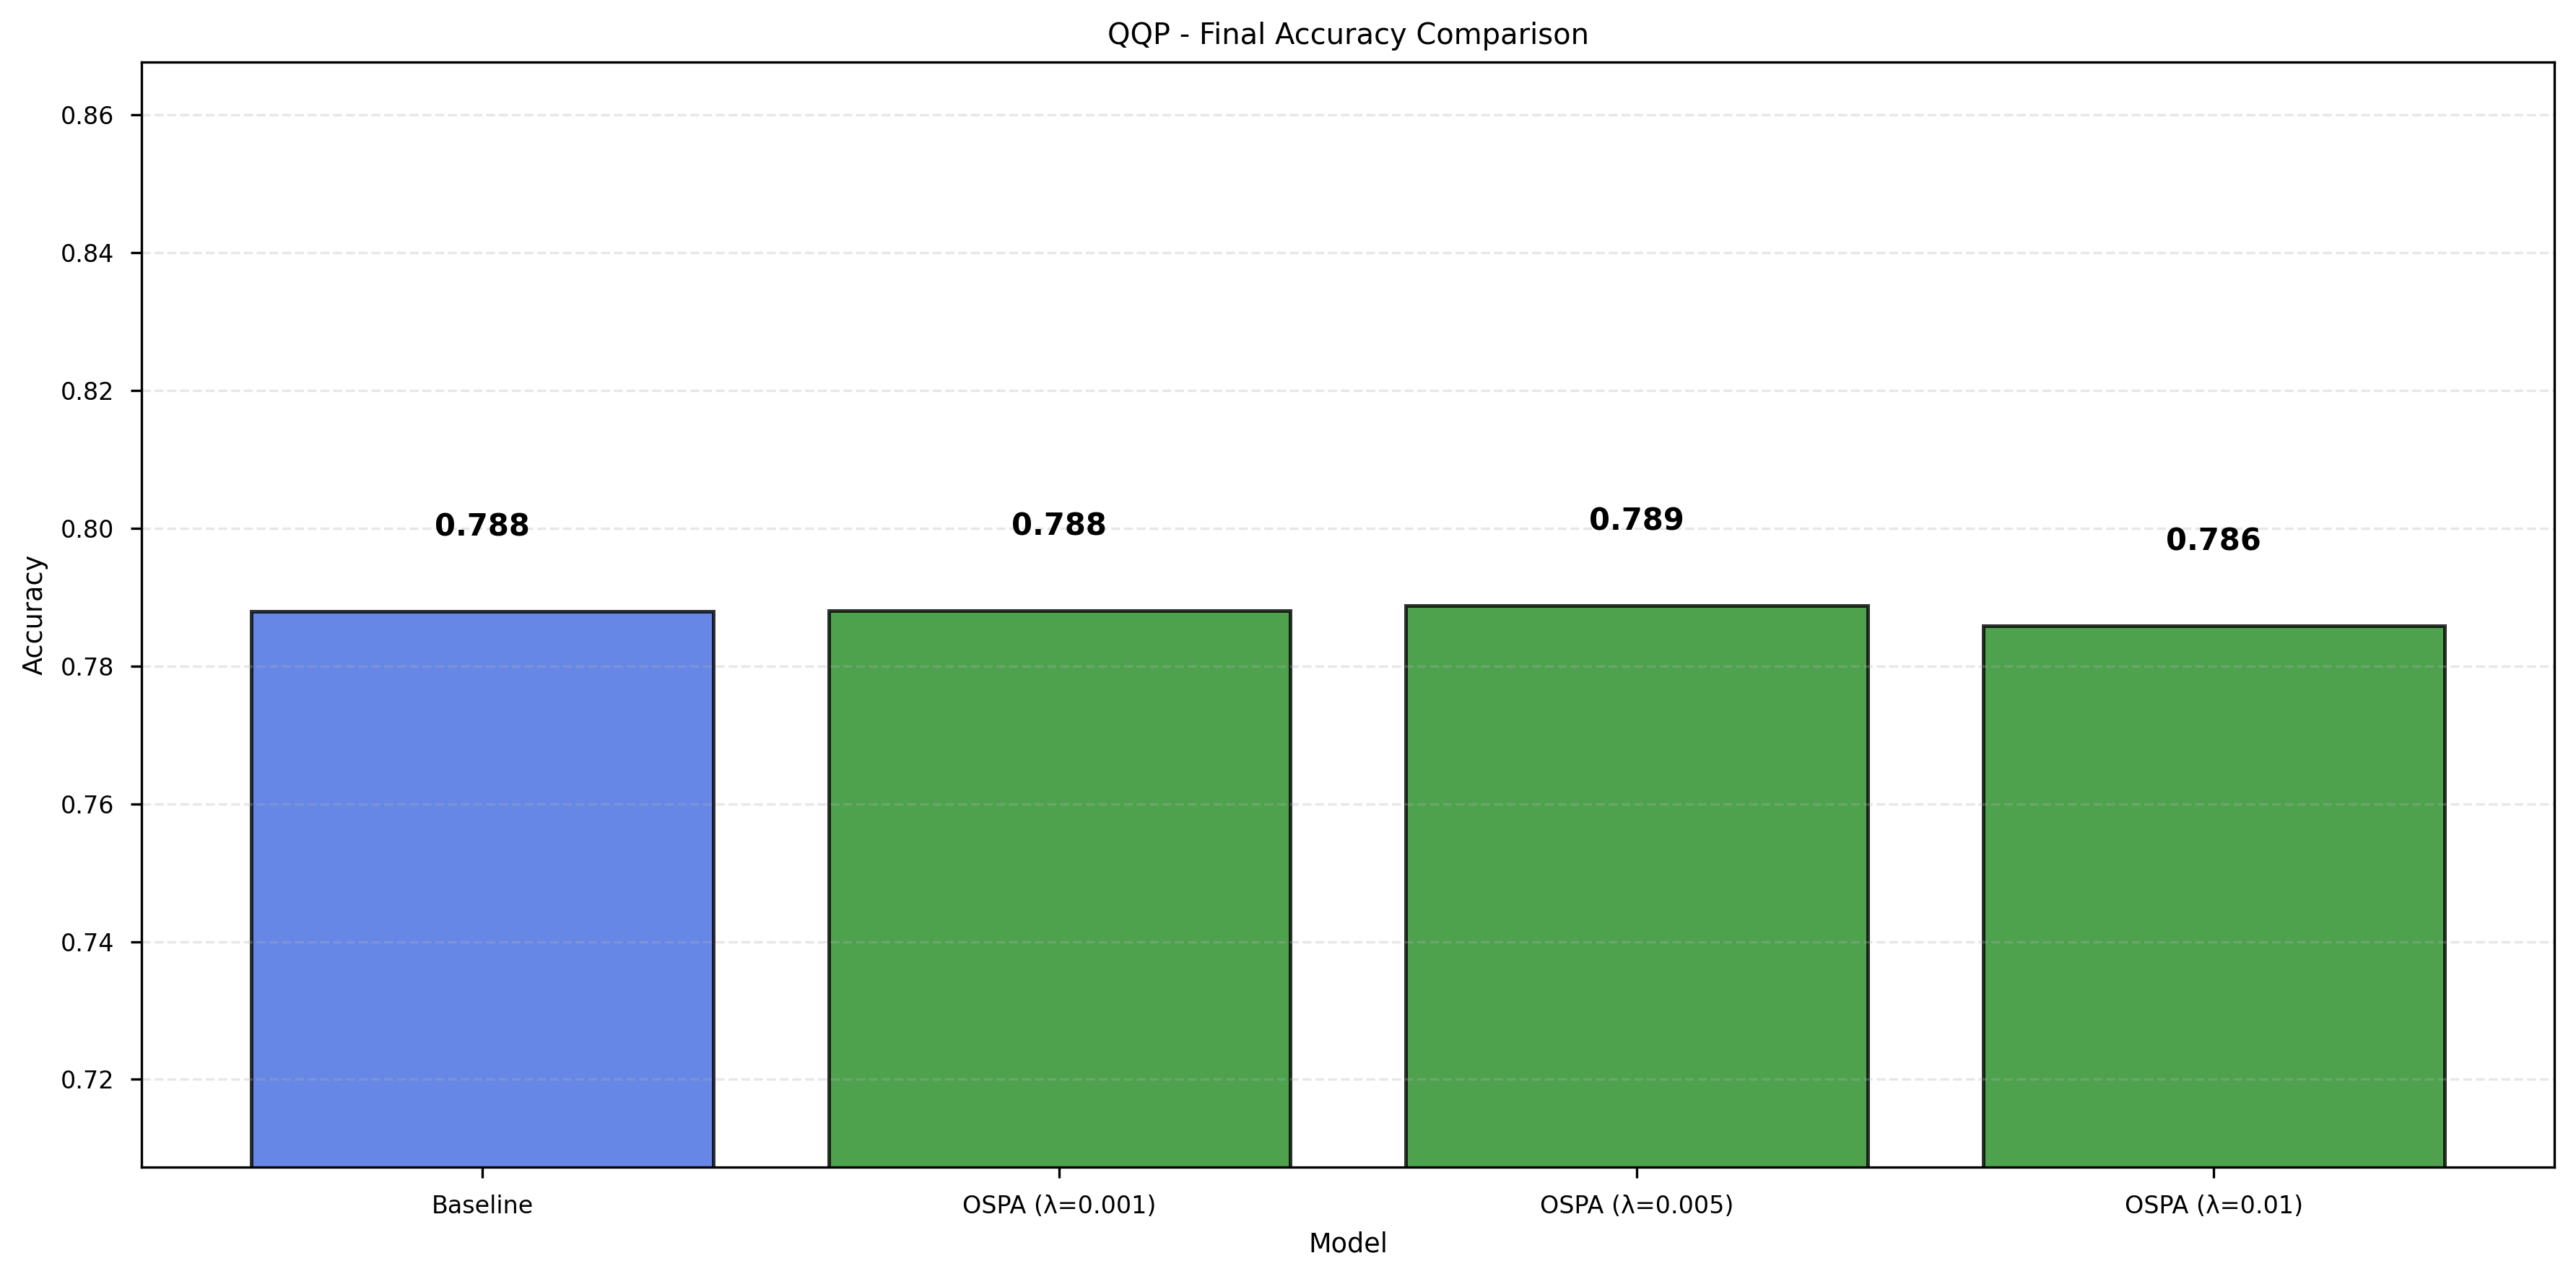 QQP - Final Accuracy Comparison
Accuracy
0.86
0.84
0.82
0.80
0.78
0.76
0.74
0.72
0.788
0.788
0.789
0.786
Baseline
OSPA (λ=0.001)
OSPA (λ=0.005)
OSPA (λ=0.01)
Model